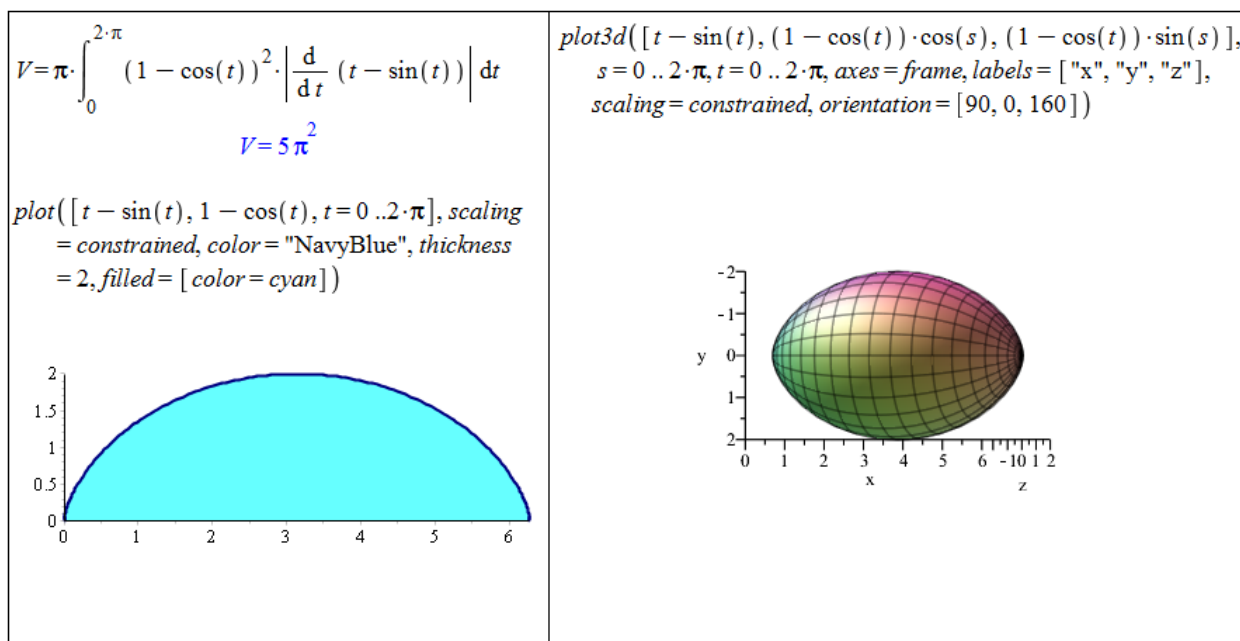 V=π·∫₀^{2·π} (1 − cos(t))² · |d/dt (t − sin(t))| dt
V = 5 π²
plot([t − sin(t), 1 − cos(t), t = 0 ..2·π], scaling
= constrained, color = "NavyBlue", thickness
= 2, filled = [color = cyan])
2
1.5
1
0.5
0
0 1 2 3 4 5 6
plot3d([t − sin(t), (1 − cos(t))·cos(s), (1 − cos(t))·sin(s)],
s = 0 .. 2·π, t = 0 .. 2·π, axes = frame, labels = ["x", "y", "z"],
scaling = constrained, orientation = [90, 0, 160])
-2
-1
y 0
1
2
0 1 2 3 4 5 6 -1 0 1 2
x z